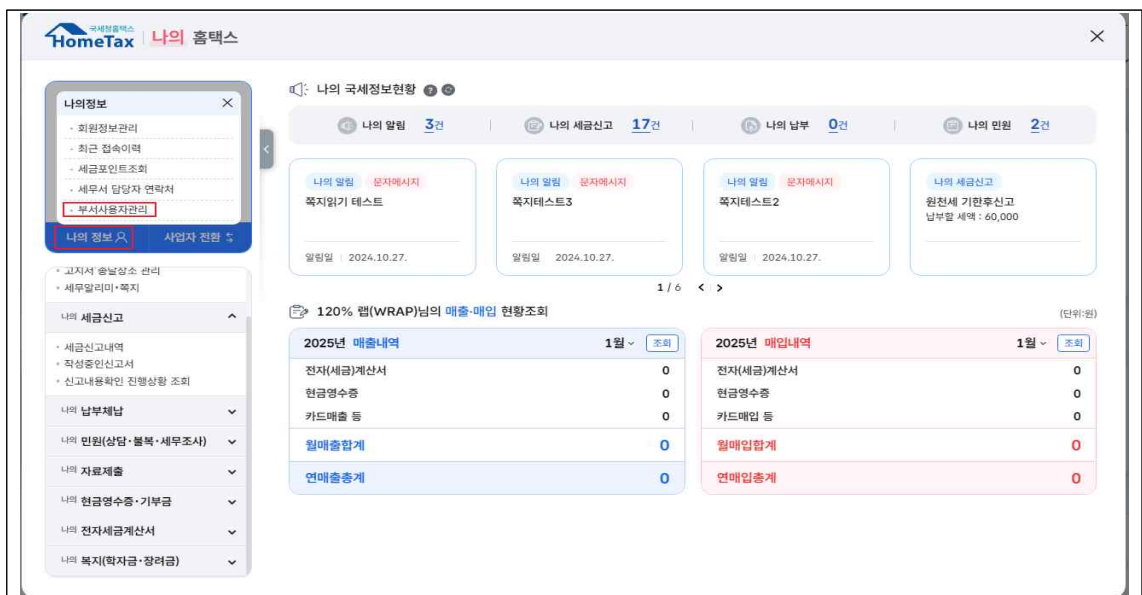 국세청홈택스
HomeTax 나의 홈택스
나의정보
· 회원정보관리
· 최근 접속이력
· 세금포인트조회
· 세무서 담당자 연락처
· 부서사용자관리
나의 정보 사업자 전환
· 고지서 송달장소 관리
· 세무알리미·쪽지
나의 세금신고
· 세금신고내역
· 작성중인신고서
· 신고내용확인 진행상황 조회
나의 납부체납
나의 민원(상담·불복·세무조사)
나의 자료제출
나의 현금영수증·기부금
나의 전자세금계산서
나의 복지(학자금·장려금)
나의 국세정보현황
나의 알림 3건 나의 세금신고 17건 나의 납부 0건 나의 민원 2건
나의 알림 문자메시지
쪽지읽기 테스트
알림일 2024.10.27.
나의 알림 문자메시지
쪽지테스트3
알림일 2024.10.27.
나의 알림 문자메시지
쪽지테스트2
알림일 2024.10.27.
나의 세금신고
원천세 기한후신고
납부할 세액 : 60,000
1 / 6
120% 랩(WRAP)님의 매출·매입 현황조회
(단위:원)
2025년 매출내역 1월 조회
전자(세금)계산서 0
현금영수증 0
카드매출 등 0
월매출합계 0
연매출총계 0
2025년 매입내역 1월 조회
전자(세금)계산서 0
현금영수증 0
카드매입 등 0
월매입합계 0
연매입총계 0